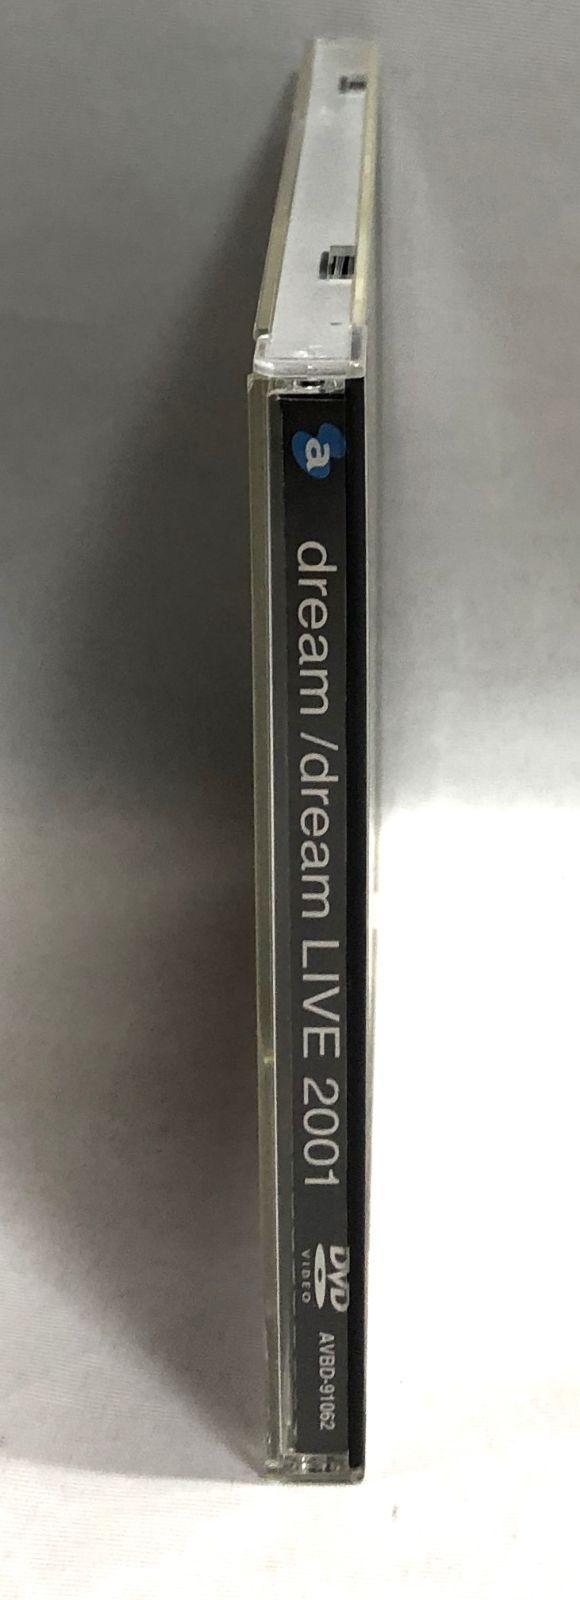 a
dream /dream LIVE 2001
DVD
VIDEO
AVBD-91062